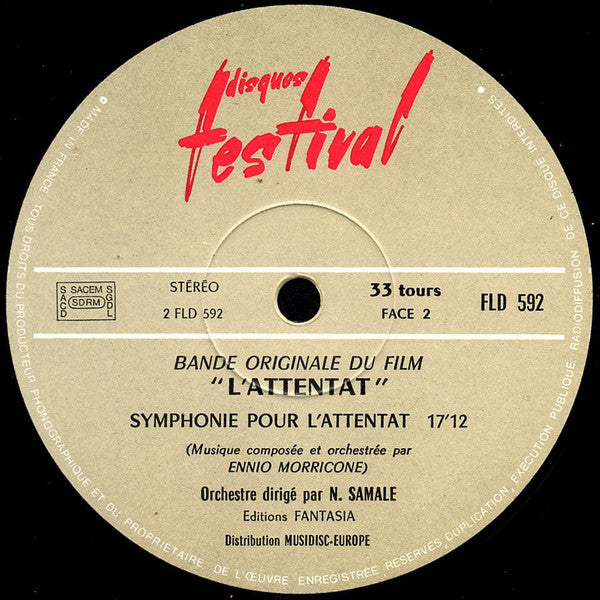 disques
festival
SACEM
SACD
SDRM
SGDL
STÉRÉO
2 FLD 592
33 tours
FACE 2
FLD 592
BANDE ORIGINALE DU FILM
"L'ATTENTAT"
SYMPHONIE POUR L'ATTENTAT 17'12
(Musique composée et orchestrée par
ENNIO MORRICONE)
Orchestre dirigé par N. SAMALE
Editions FANTASIA
Distribution MUSIDISC-EUROPE
• MADE IN FRANCE. TOUS DROITS DU PRODUCTEUR PHONOGRAPHIQUE ET DU PROPRIETAIRE DE L'ŒUVRE ENREGISTRÉE RESERVÉS, DUPLICATION, EXECUTION PUBLIQUE RADIODIFFUSION DE CE DISQUE INTERDITES •